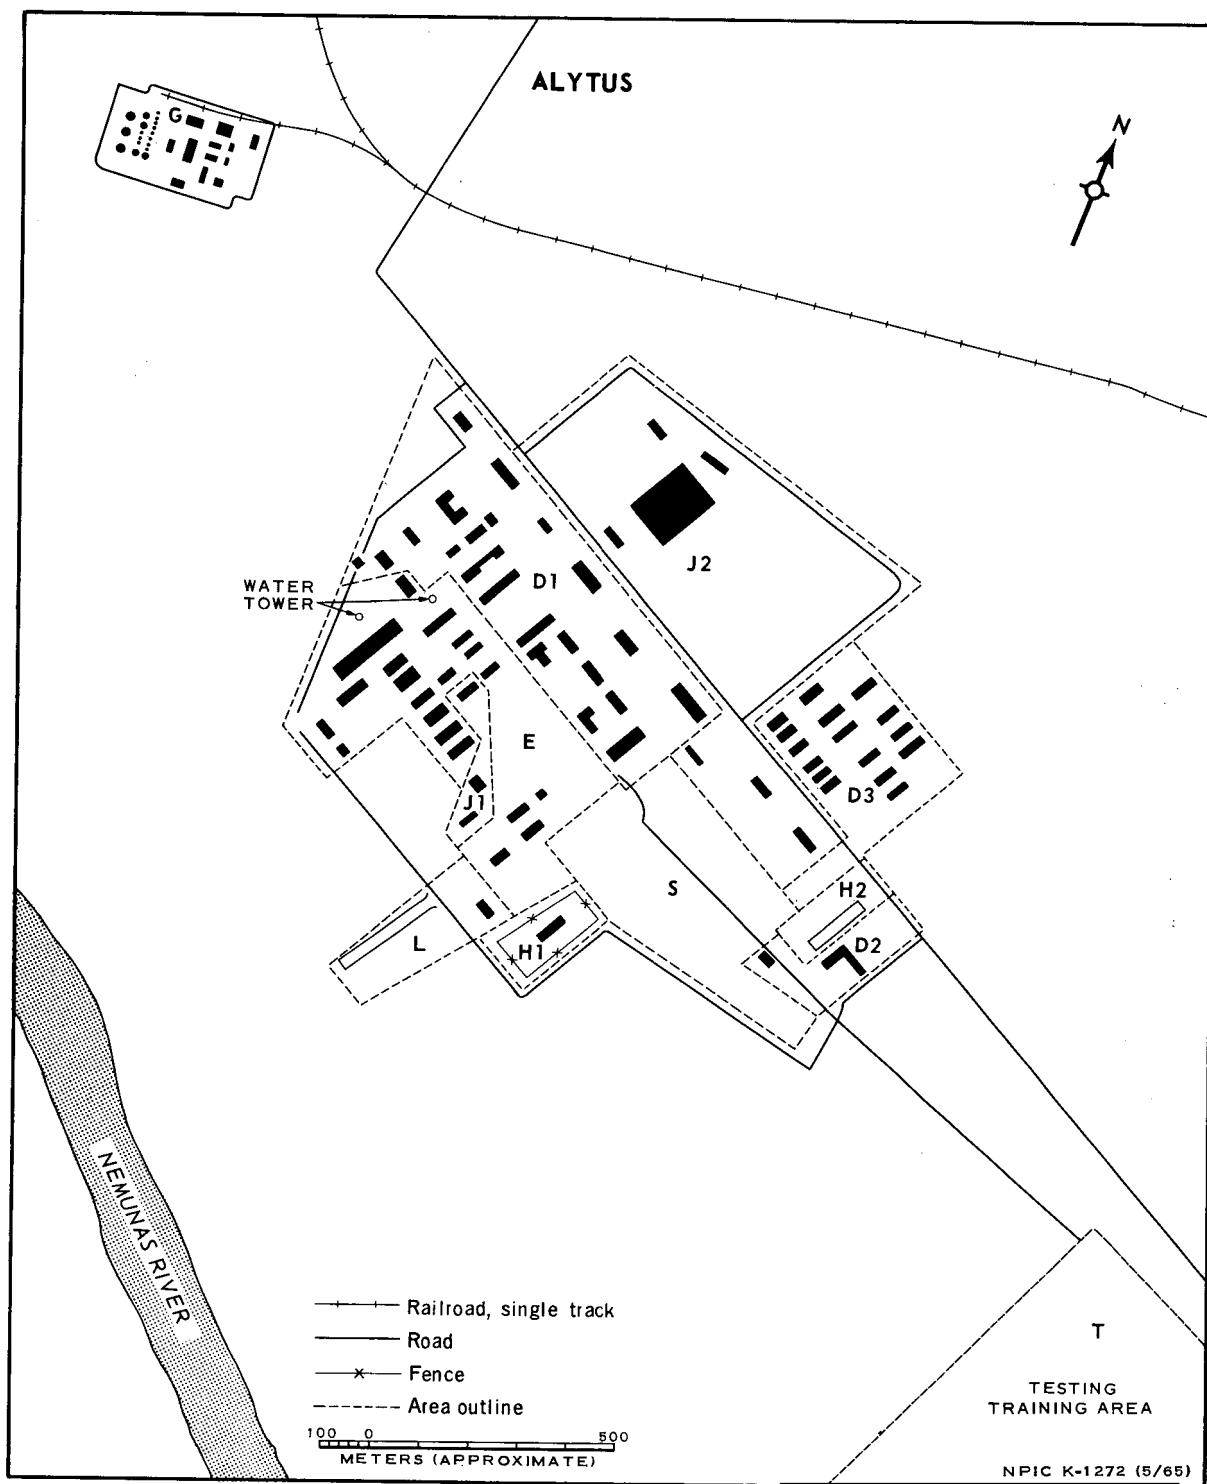 ALYTUS
G
N
J2
D1
WATER
TOWER
E
D3
J1
S
H2
L
H1
D2
NEMUNAS RIVER
T
TESTING
TRAINING AREA
Railroad, single track
Road
Fence
Area outline
100 0 500
METERS (APPROXIMATE)
NPIC K-1272 (5/65)